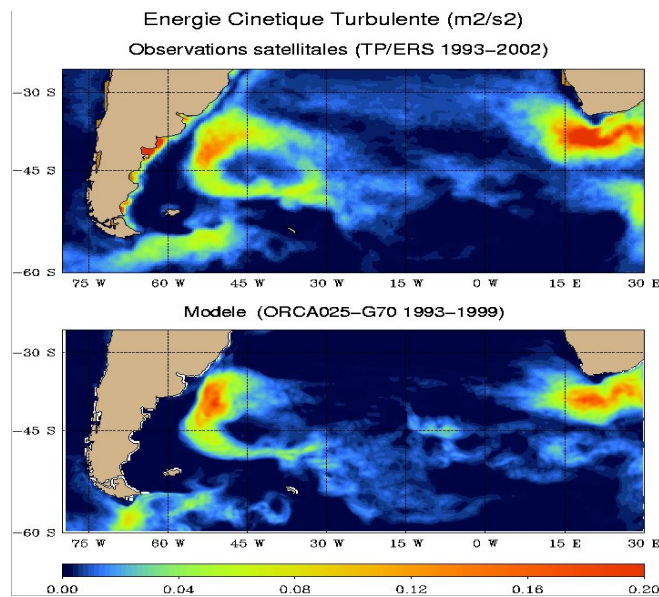 Energie Cinetique Turbulente (m2/s2)
Observations satellitales (TP/ERS 1993−2002)
−30 S
−45 S
−60 S
75 W 60 W 45 W 30 W 15 W 0 W 15 E 30 E
Modele (ORCA025−G70 1993−1999)
−30 S
−45 S
−60 S
75 W 60 W 45 W 30 W 15 W 0 W 15 E 30 E
0.00 0.04 0.08 0.12 0.16 0.20